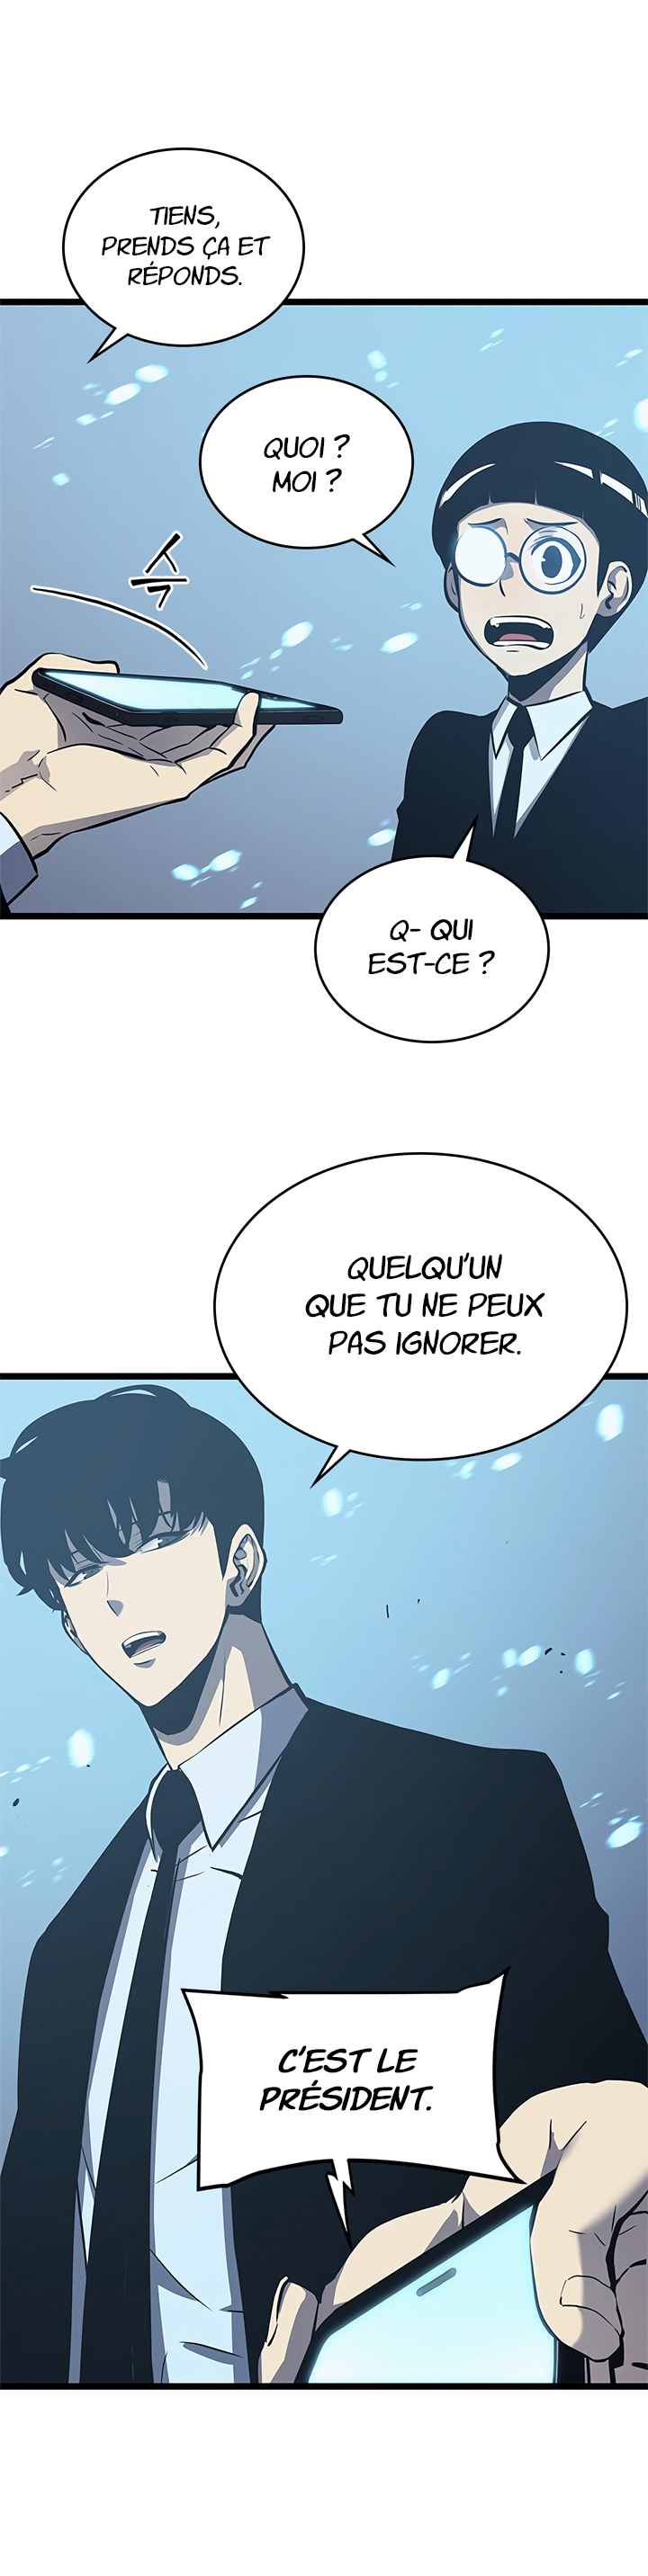 TIENS,
PRENDS ÇA ET
RÉPONDS.
QUOI ?
MOI ?
Q- QUI
EST-CE ?
QUELQU'UN
QUE TU NE PEUX
PAS IGNORER.
C'EST LE
PRÉSIDENT.